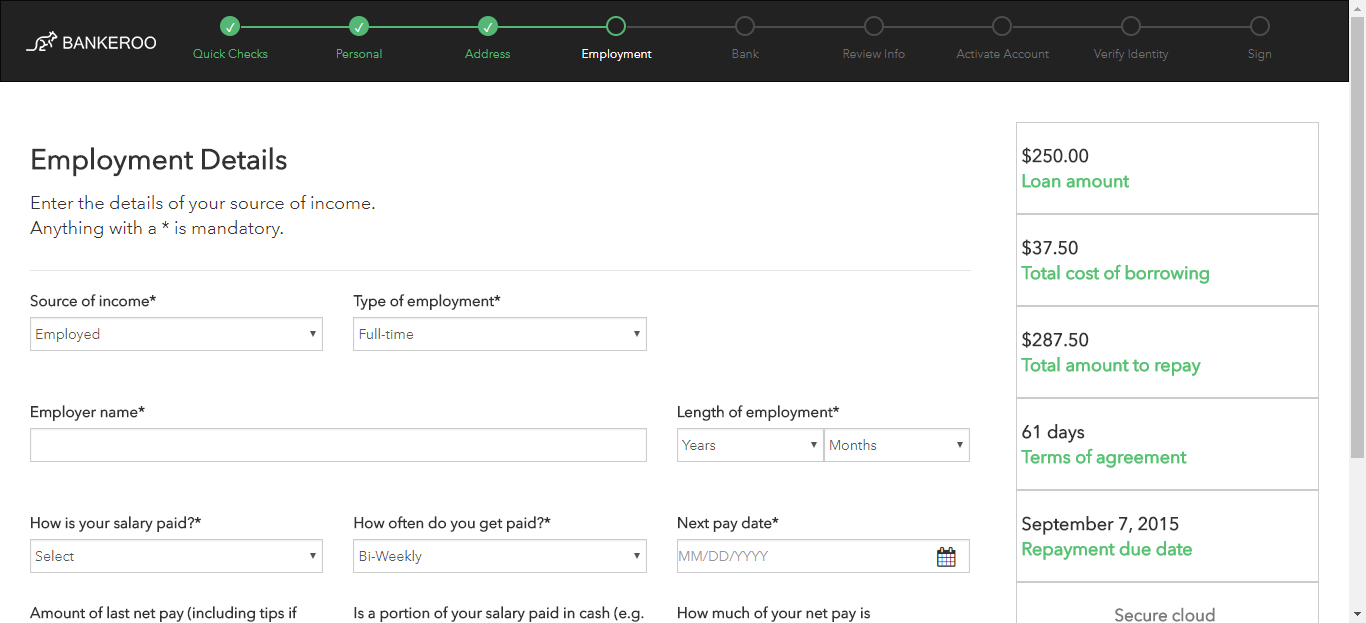 BANKEROO
Quick Checks
Personal
Address
Employment
Bank
Review Info
Activate Account
Verify Identity
Sign
Employment Details
Enter the details of your source of income.
Anything with a * is mandatory.
Source of income*
Type of employment*
Employed
Full-time
Employer name*
Length of employment*
Years
Months
How is your salary paid?*
How often do you get paid?*
Next pay date*
Select
Bi-Weekly
MM/DD/YYYY
Amount of last net pay (including tips if
Is a portion of your salary paid in cash (e.g.
How much of your net pay is
$250.00
Loan amount
$37.50
Total cost of borrowing
$287.50
Total amount to repay
61 days
Terms of agreement
September 7, 2015
Repayment due date
Secure cloud